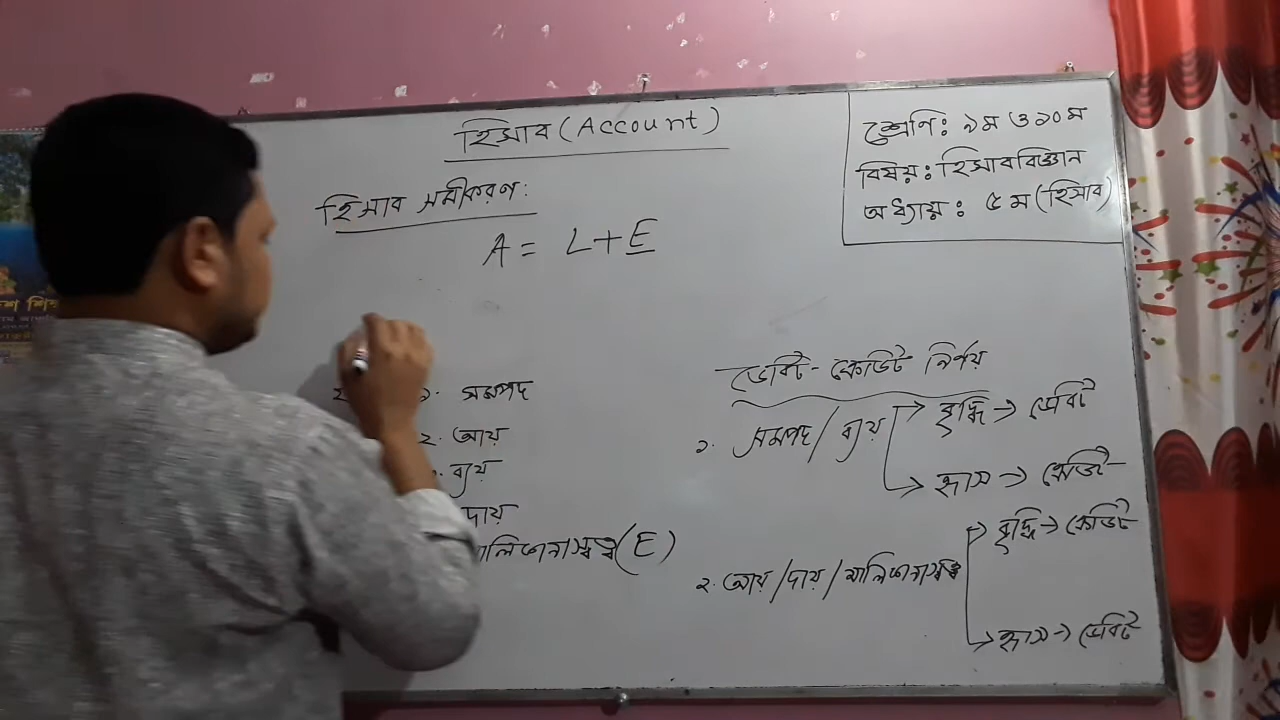 হিসাব (Account)
শ্রেণি: ৯ম ও ১০ম
বিষয়: হিসাববিজ্ঞান
অধ্যায়: ৫ম (হিসাব)
হিসাব সমীকরণ:
A = L + E
১. সম্পদ
২. আয়
ব্যয়
দায়
মালিকানাস্বত্ব (E)
ডেবিট - ক্রেডিট নির্ণয়
১. সম্পদ / ব্যয় → বৃদ্ধি → ডেবিট
→ হ্রাস → ক্রেডিট
২. আয় / দায় / মালিকানাস্বত্ব → বৃদ্ধি → ক্রেডিট
→ হ্রাস → ডেবিট